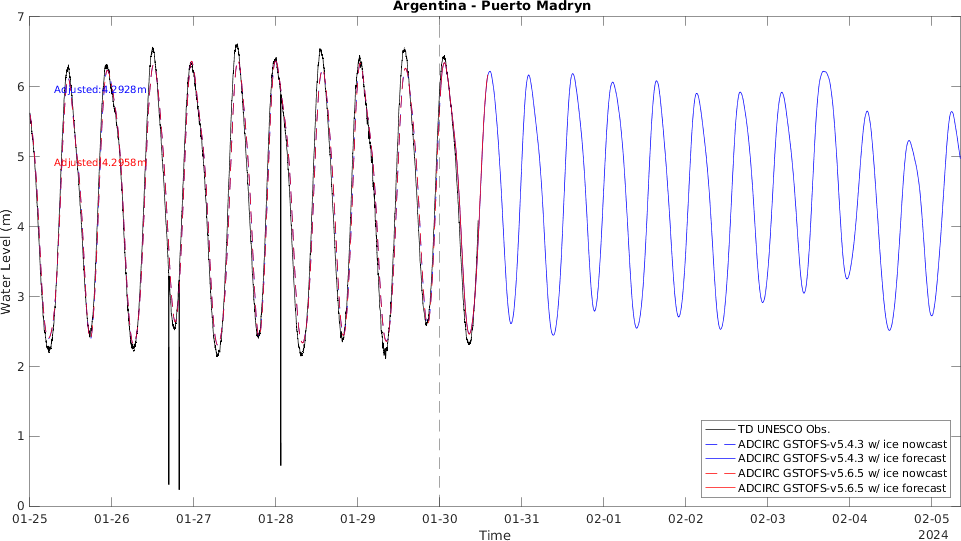 Argentina - Puerto Madryn
7
6
5
4
3
2
1
0
Water Level (m)
Adjusted:4.2928m
Adjusted:4.2958m
TD UNESCO Obs.
ADCIRC GSTOFS-v5.4.3 w/ ice nowcast
ADCIRC GSTOFS-v5.4.3 w/ ice forecast
ADCIRC GSTOFS-v5.6.5 w/ ice nowcast
ADCIRC GSTOFS-v5.6.5 w/ ice forecast
01-25 01-26 01-27 01-28 01-29 01-30 01-31 02-01 02-02 02-03 02-04 02-05
Time
2024